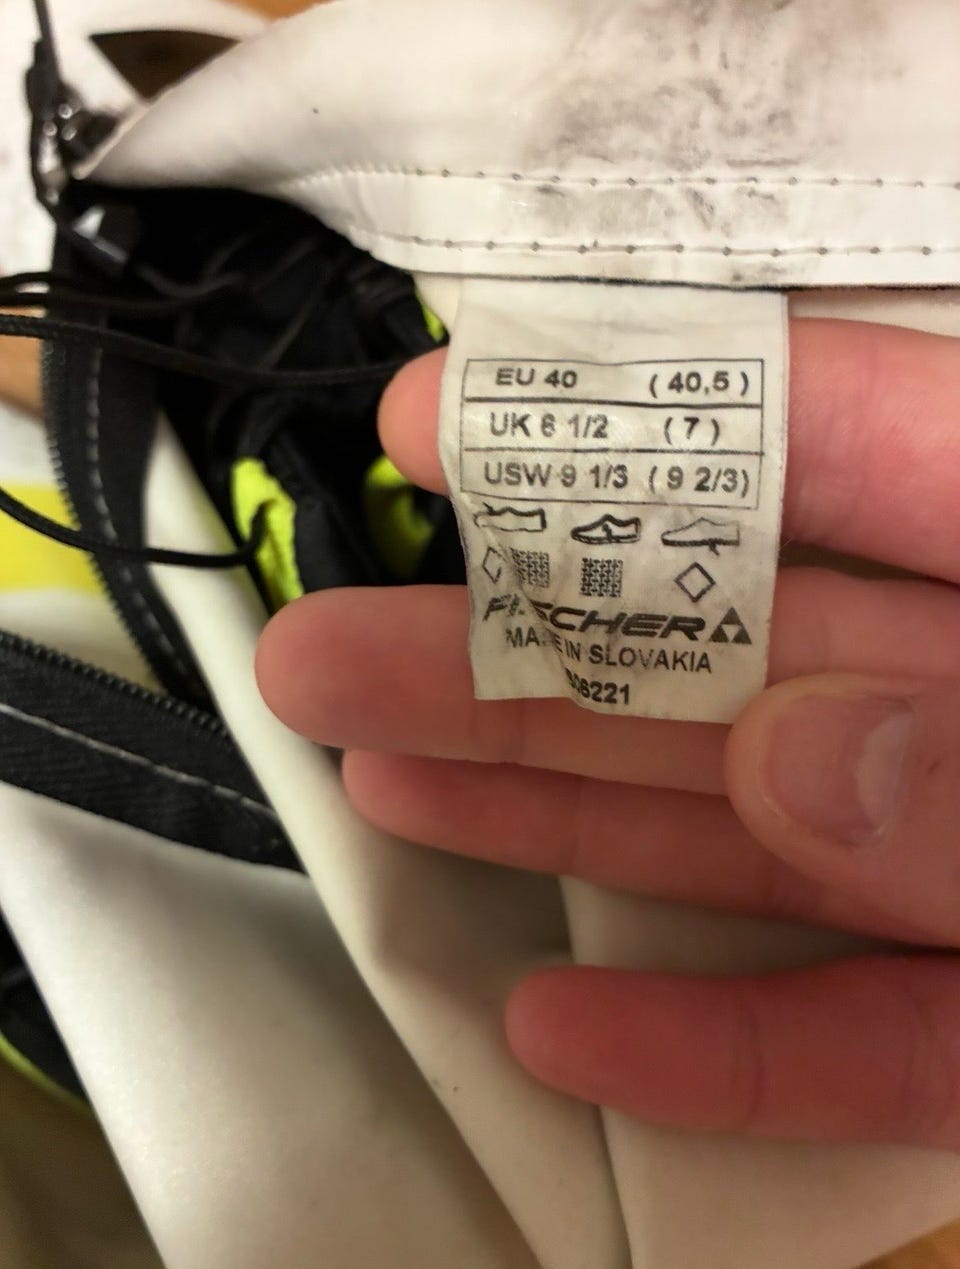 EU 40 (40,5)
UK 6 1/2 (7)
USW 9 1/3 (9 2/3)
FISCHER
MADE IN SLOVAKIA